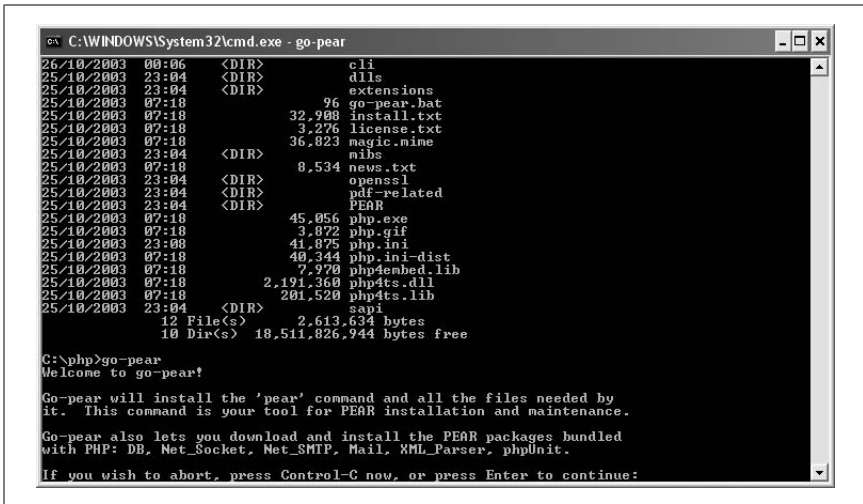 C:\WINDOWS\System32\cmd.exe - go-pear
26/10/2003  00:06    <DIR>          cli
25/10/2003  23:04    <DIR>          dlls
25/10/2003  23:04    <DIR>          extensions
25/10/2003  07:18                96 go-pear.bat
25/10/2003  07:18            32,908 install.txt
25/10/2003  07:18             3,276 license.txt
25/10/2003  07:18            36,823 magic.mime
25/10/2003  23:04    <DIR>          mibs
25/10/2003  07:18             8,534 news.txt
25/10/2003  23:04    <DIR>          openssl
25/10/2003  23:04    <DIR>          pdf-related
25/10/2003  23:04    <DIR>          PEAR
25/10/2003  07:18            45,056 php.exe
25/10/2003  07:18             3,872 php.gif
25/10/2003  23:08            41,875 php.ini
25/10/2003  07:18            40,344 php.ini-dist
25/10/2003  07:18             7,970 php4embed.lib
25/10/2003  07:18         2,191,360 php4ts.dll
25/10/2003  07:18           201,520 php4ts.lib
25/10/2003  23:04    <DIR>          sapi
12 File(s)      2,613,634 bytes
10 Dir(s)  18,511,826,944 bytes free
C:\php>go-pear
Welcome to go-pear!
Go-pear will install the 'pear' command and all the files needed by
it.  This command is your tool for PEAR installation and maintenance.
Go-pear also lets you download and install the PEAR packages bundled
with PHP: DB, Net_Socket, Net_SMTP, Mail, XML_Parser, phpUnit.
If you wish to abort, press Control-C now, or press Enter to continue: